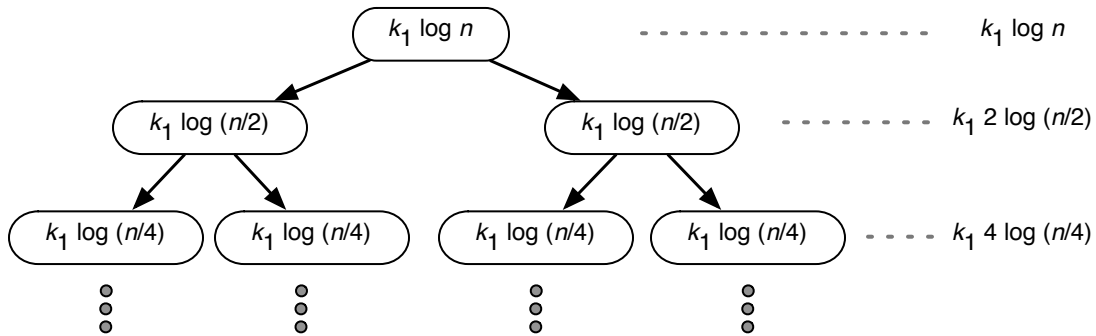 k₁ log n k₁ log n
k₁ log (n/2) k₁ log (n/2) k₁ 2 log (n/2)
k₁ log (n/4) k₁ log (n/4) k₁ log (n/4) k₁ log (n/4) k₁ 4 log (n/4)